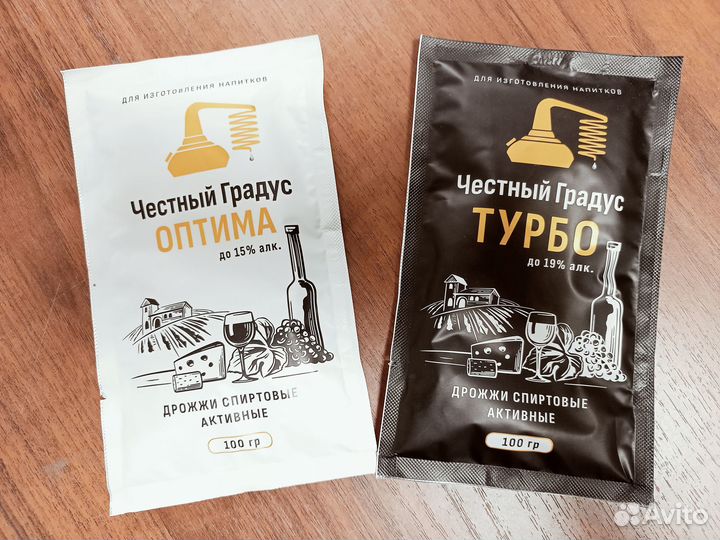 ДЛЯ ИЗГОТОВЛЕНИЯ НАПИТКОВ
Честный Градус
ОПТИМА
до 15% алк.
ДРОЖЖИ СПИРТОВЫЕ
АКТИВНЫЕ
100 гр
ДЛЯ ИЗГОТОВЛЕНИЯ НАПИТКОВ
Честный Градус
ТУРБО
до 19% алк.
ДРОЖЖИ СПИРТОВЫЕ
АКТИВНЫЕ
100 гр
Avito